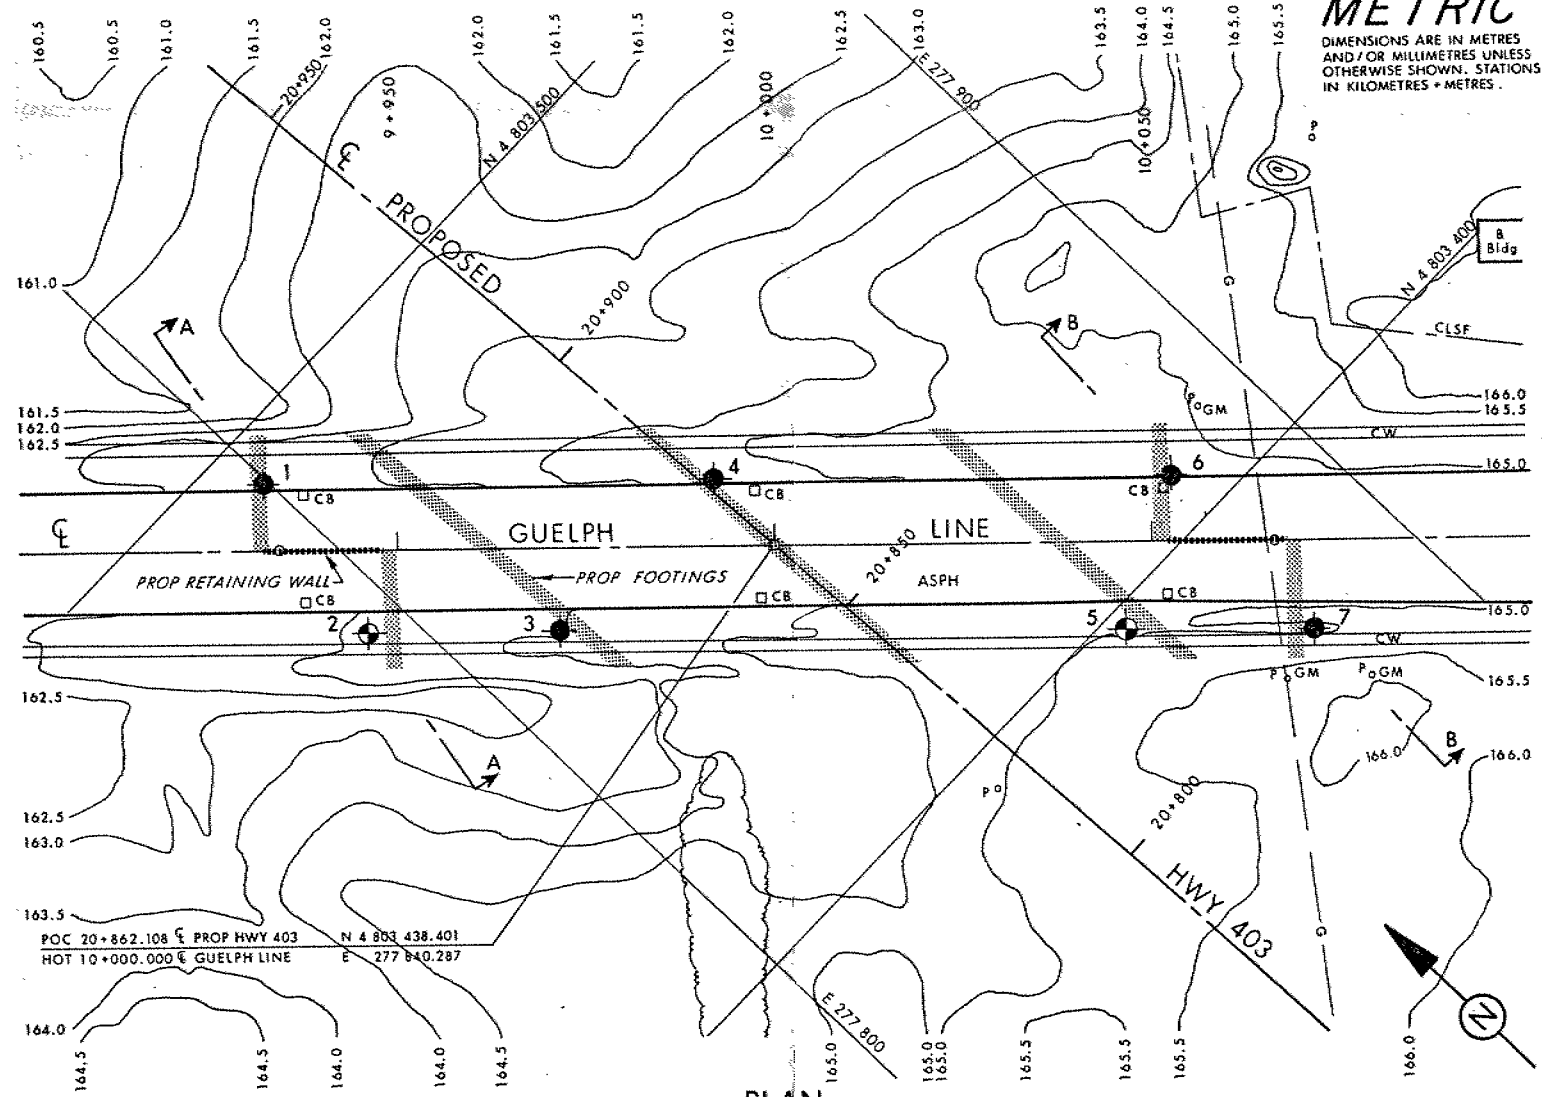 METRIC
DIMENSIONS ARE IN METRES
AND/OR MILLIMETRES UNLESS
OTHERWISE SHOWN. STATIONS
IN KILOMETRES + METRES.
160.5
160.5
161.0
161.5
162.0
162.0
161.5
161.5
162.0
162.5
163.0
163.5
164.0
164.5
165.0
165.5
20+950
9+950
N 4 803 500
10+000
E 277 900
10+050
P
℄
PROPOSED
N 4 803 400
B
Bldg
161.0
G
A
20+900
B
CLSF
166.0
165.5
161.5
162.0
162.5
P GM
CW
165.0
1
CB
4
CB
6
CB
℄
GUELPH
LINE
20+850
PROP RETAINING WALL
PROP FOOTINGS
ASPH
CB
CB
CB
165.0
2
3
5
7
CW
P GM
P GM
165.5
162.5
A
166.0
B
166.0
P
20+800
162.5
163.0
HWY 403
163.5
G
POC 20+862.108 ℄ PROP HWY 403 N 4 803 438.401
HOT 10+000.000 ℄ GUELPH LINE E 277 840.287
164.0
E 277 800
N
164.5
164.5
164.0
164.0
164.5
165.0
165.0
165.0
165.5
165.5
165.5
166.0
PLAN